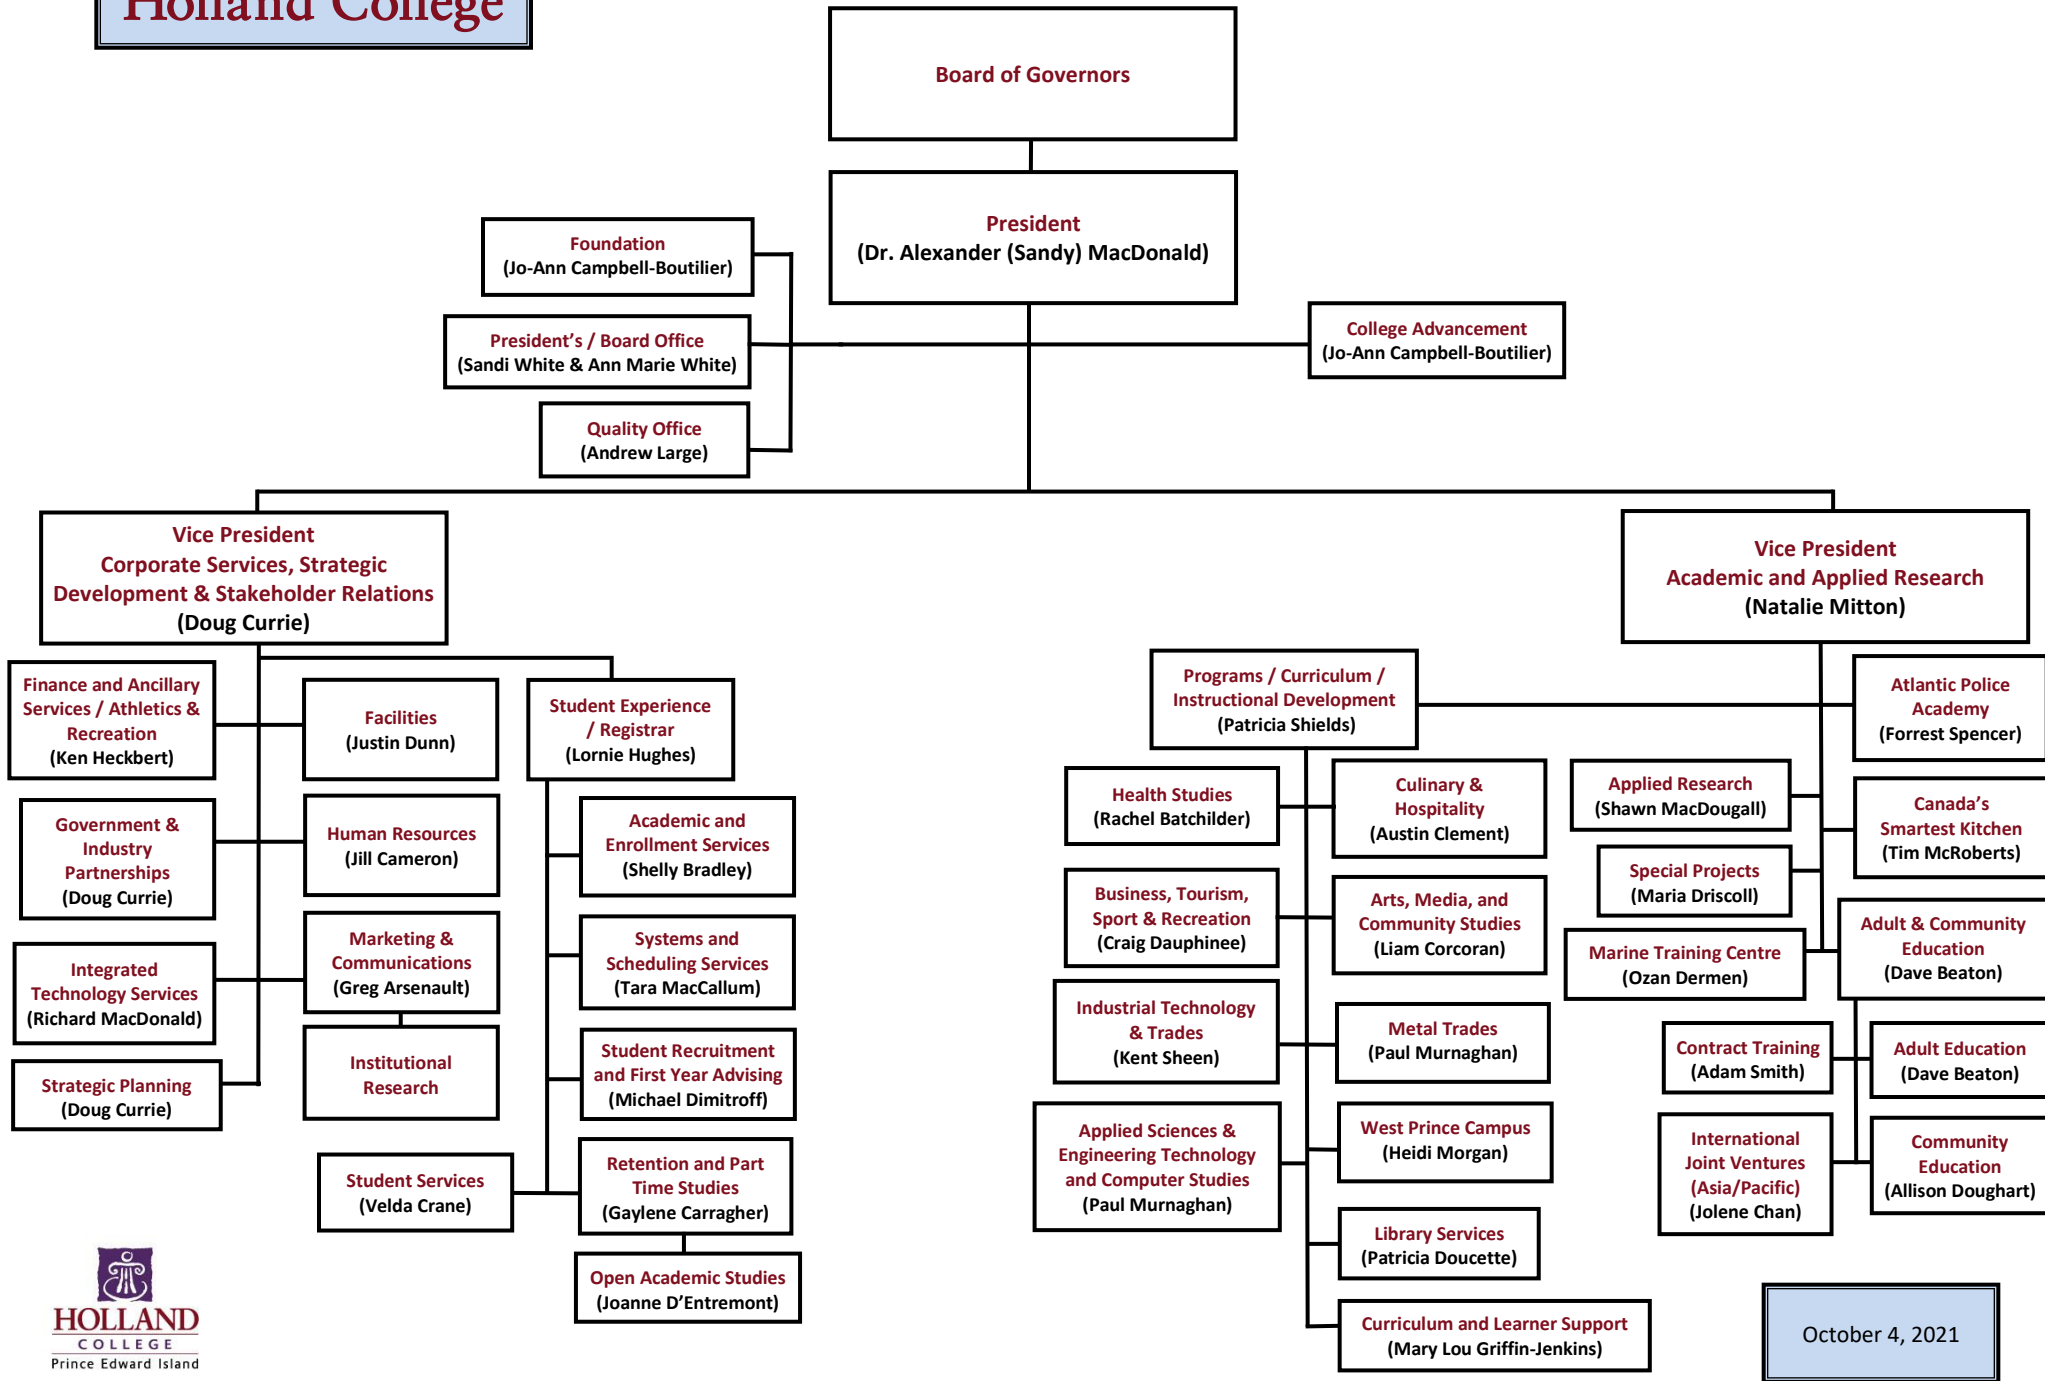 Holland College
Board of Governors
President
(Dr. Alexander (Sandy) MacDonald)
Foundation
(Jo-Ann Campbell-Boutilier)
President's / Board Office
(Sandi White & Ann Marie White)
College Advancement
(Jo-Ann Campbell-Boutilier)
Quality Office
(Andrew Large)
Vice President
Corporate Services, Strategic
Development & Stakeholder Relations
(Doug Currie)
Vice President
Academic and Applied Research
(Natalie Mitton)
Finance and Ancillary
Services / Athletics &
Recreation
(Ken Heckbert)
Facilities
(Justin Dunn)
Student Experience
/ Registrar
(Lornie Hughes)
Government &
Industry
Partnerships
(Doug Currie)
Human Resources
(Jill Cameron)
Academic and
Enrollment Services
(Shelly Bradley)
Integrated
Technology Services
(Richard MacDonald)
Marketing &
Communications
(Greg Arsenault)
Systems and
Scheduling Services
(Tara MacCallum)
Strategic Planning
(Doug Currie)
Institutional
Research
Student Recruitment
and First Year Advising
(Michael Dimitroff)
Student Services
(Velda Crane)
Retention and Part
Time Studies
(Gaylene Carragher)
Open Academic Studies
(Joanne D'Entremont)
Programs / Curriculum /
Instructional Development
(Patricia Shields)
Atlantic Police
Academy
(Forrest Spencer)
Health Studies
(Rachel Batchilder)
Culinary &
Hospitality
(Austin Clement)
Applied Research
(Shawn MacDougall)
Canada's
Smartest Kitchen
(Tim McRoberts)
Business, Tourism,
Sport & Recreation
(Craig Dauphinee)
Arts, Media, and
Community Studies
(Liam Corcoran)
Special Projects
(Maria Driscoll)
Marine Training Centre
(Ozan Dermen)
Adult & Community
Education
(Dave Beaton)
Industrial Technology
& Trades
(Kent Sheen)
Metal Trades
(Paul Murnaghan)
Contract Training
(Adam Smith)
Adult Education
(Dave Beaton)
Applied Sciences &
Engineering Technology
and Computer Studies
(Paul Murnaghan)
West Prince Campus
(Heidi Morgan)
International
Joint Ventures
(Asia/Pacific)
(Jolene Chan)
Community
Education
(Allison Doughart)
Library Services
(Patricia Doucette)
Curriculum and Learner Support
(Mary Lou Griffin-Jenkins)
HOLLAND
COLLEGE
Prince Edward Island
October 4, 2021